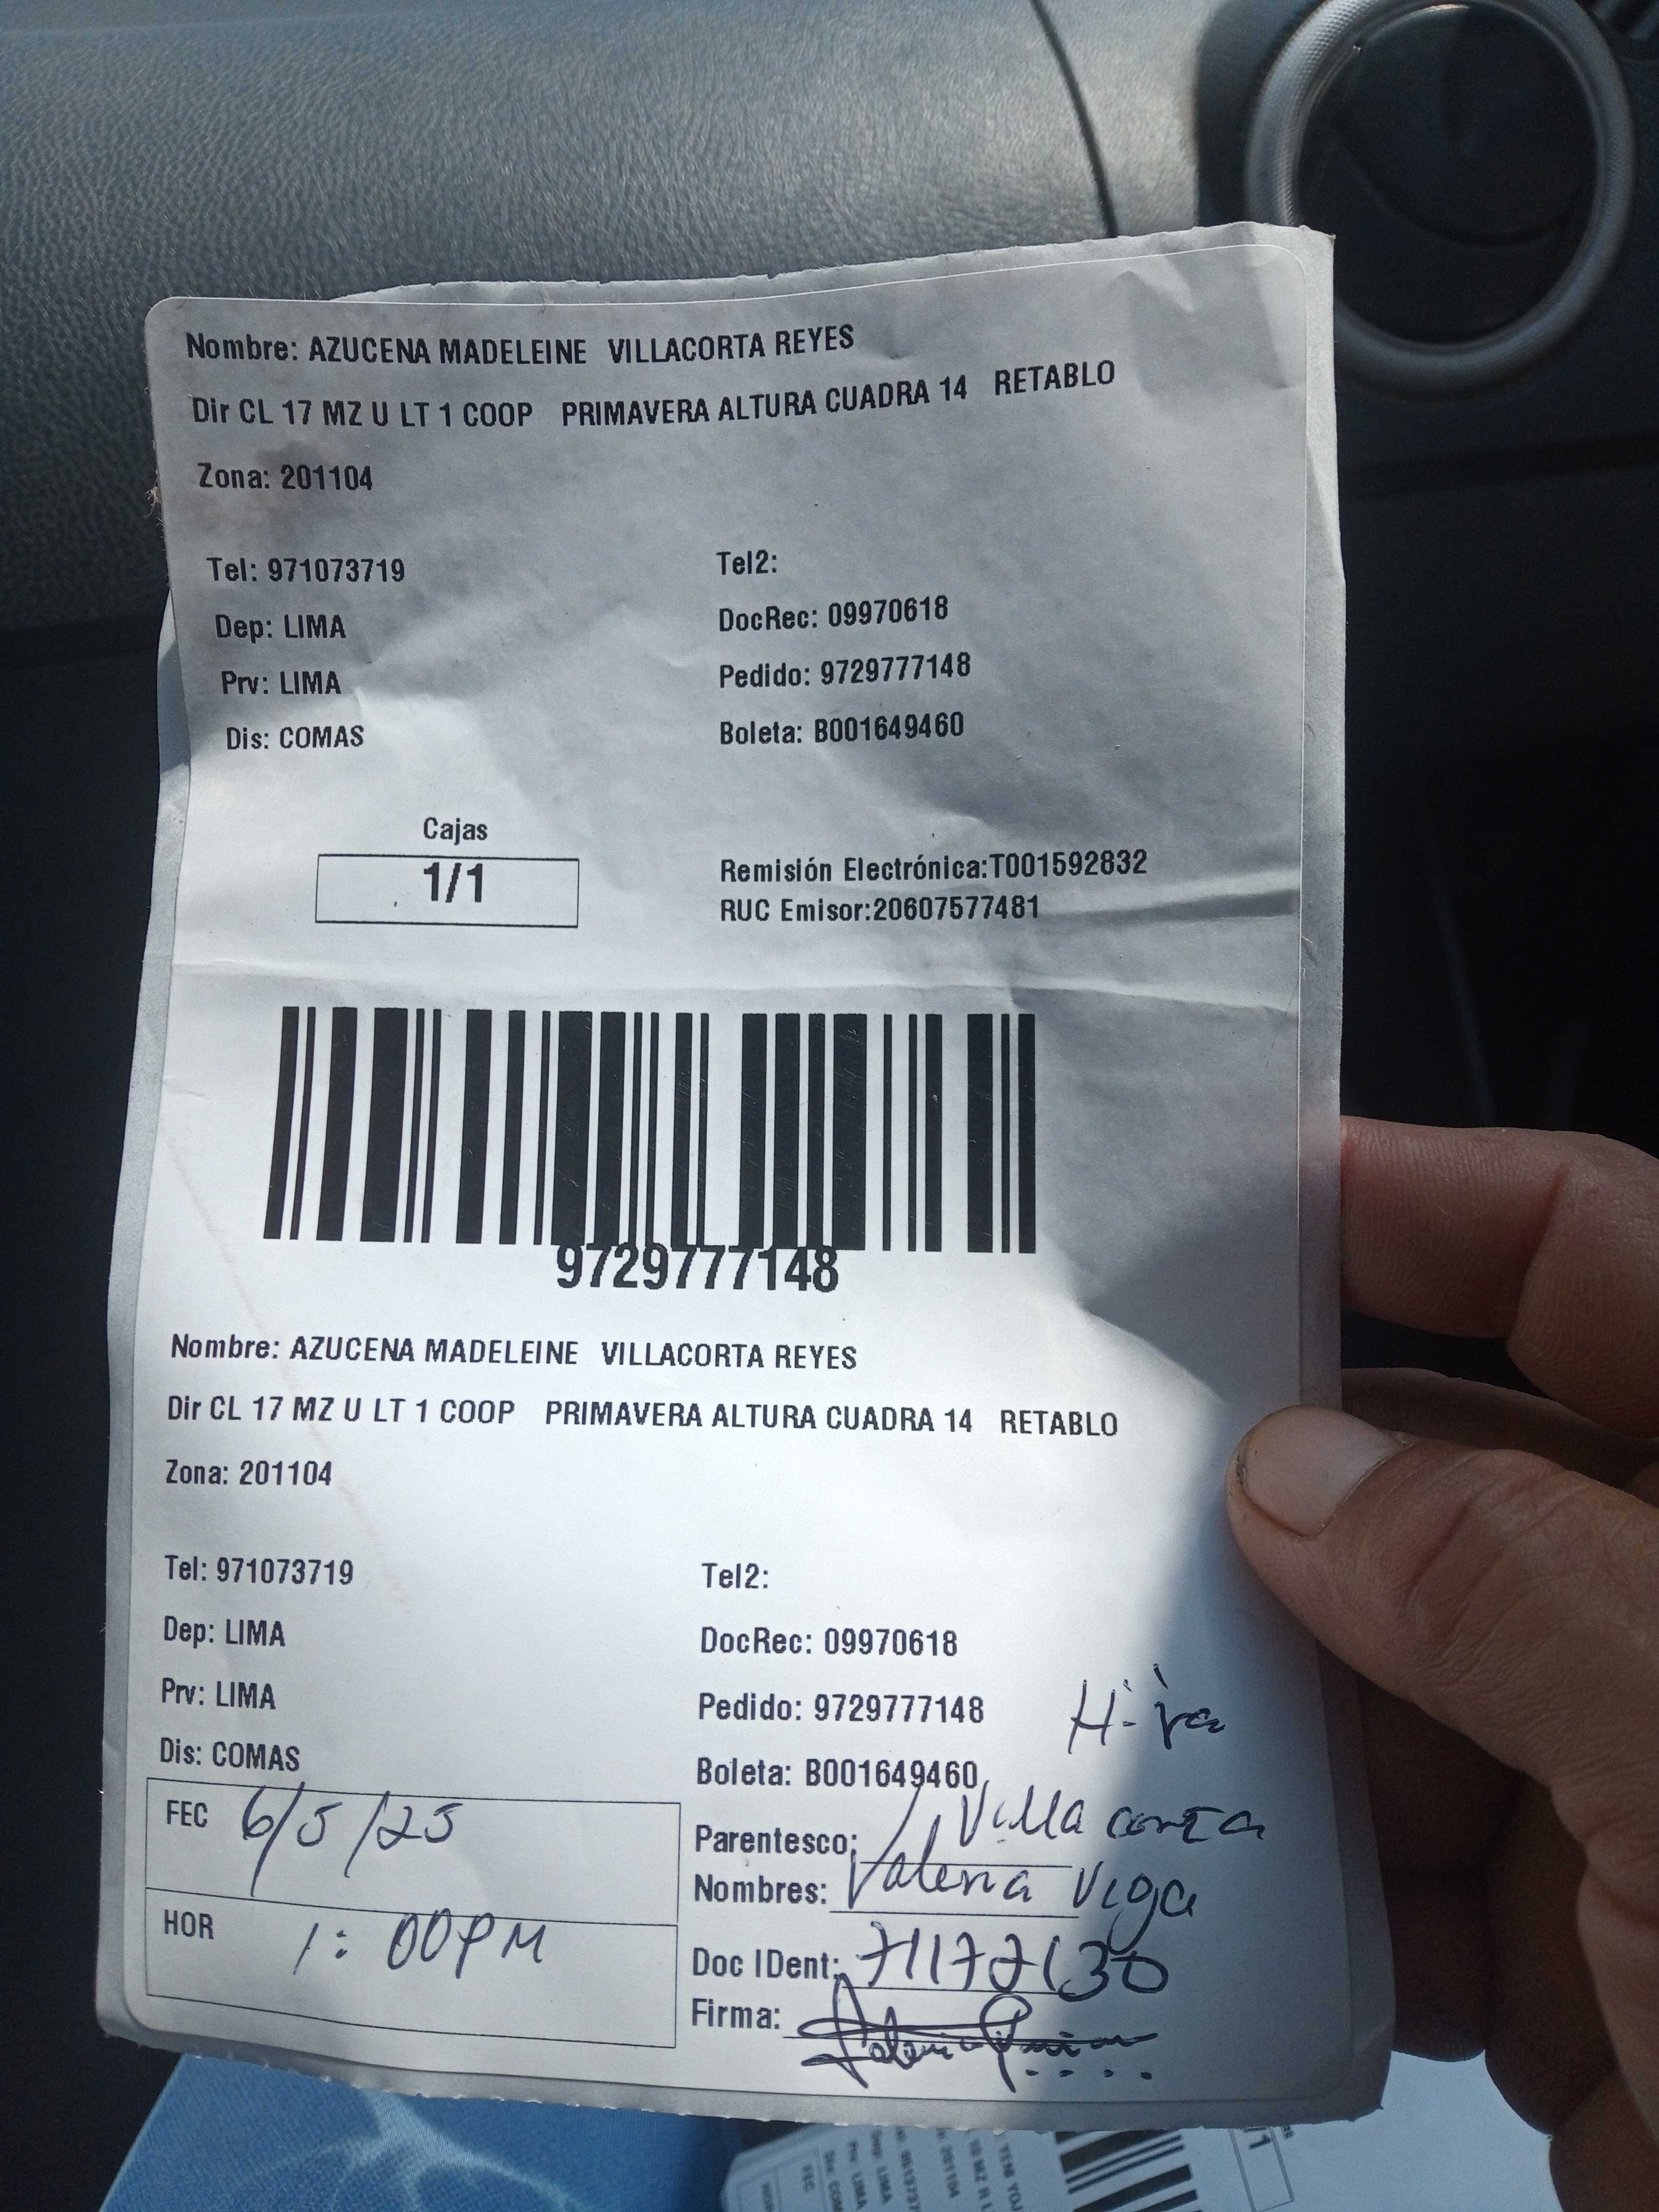 Nombre: AZUCENA MADELEINE VILLACORTA REYES
Dir CL 17 MZ U LT 1 COOP PRIMAVERA ALTURA CUADRA 14 RETABLO
Zona: 201104
Tel: 971073719 Tel2:
Dep: LIMA DocRec: 09970618
Prv: LIMA Pedido: 9729777148
Dis: COMAS Boleta: B001649460
Cajas
1/1
Remisión Electrónica:T001592832
RUC Emisor:20607577481
9729777148
Nombre: AZUCENA MADELEINE VILLACORTA REYES
Dir CL 17 MZ U LT 1 COOP PRIMAVERA ALTURA CUADRA 14 RETABLO
Zona: 201104
Tel: 971073719 Tel2:
Dep: LIMA DocRec: 09970618
Prv: LIMA Pedido: 9729777148 Hija
Dis: COMAS Boleta: B001649460
FEC 6/5/25 Parentesco: Villacorta
Nombres: Valeria Vega
HOR 1:00PM Doc IDent: 71172130
Firma: